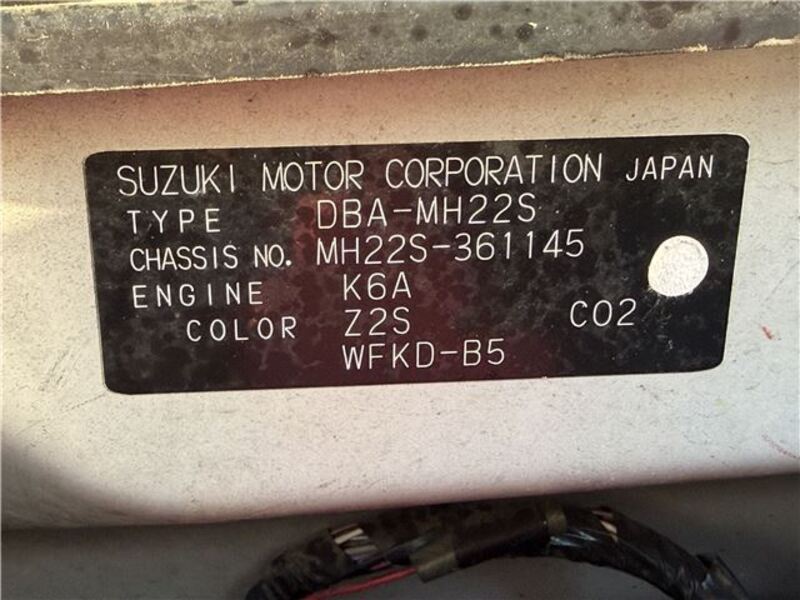 SUZUKI MOTOR CORPORATION JAPAN
TYPE DBA-MH22S
CHASSIS NO. MH22S-361145
ENGINE K6A
COLOR Z2S C02
WFKD-B5